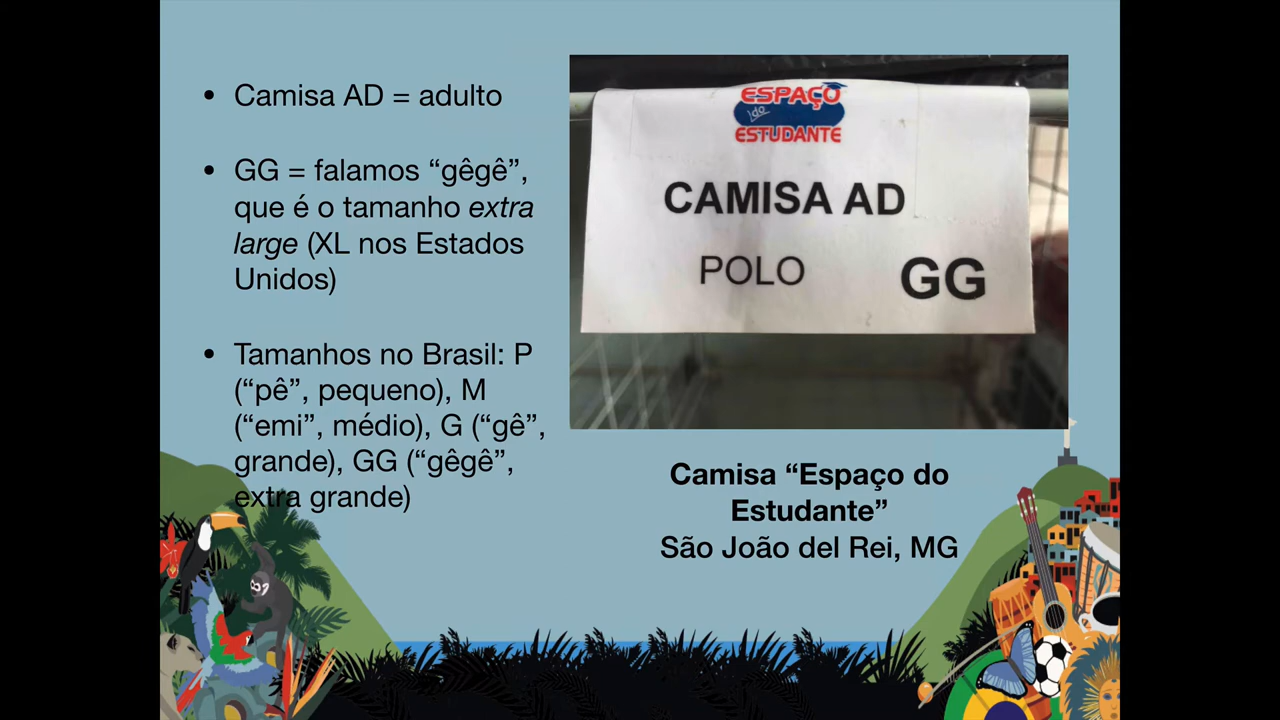 • Camisa AD = adulto
• GG = falamos “gêgê”,
que é o tamanho extra
large (XL nos Estados
Unidos)
• Tamanhos no Brasil: P
(“pê”, pequeno), M
(“emi”, médio), G (“gê”,
grande), GG (“gêgê”,
extra grande)
ESPAÇO
do
ESTUDANTE
CAMISA AD
POLO GG
Camisa “Espaço do
Estudante”
São João del Rei, MG